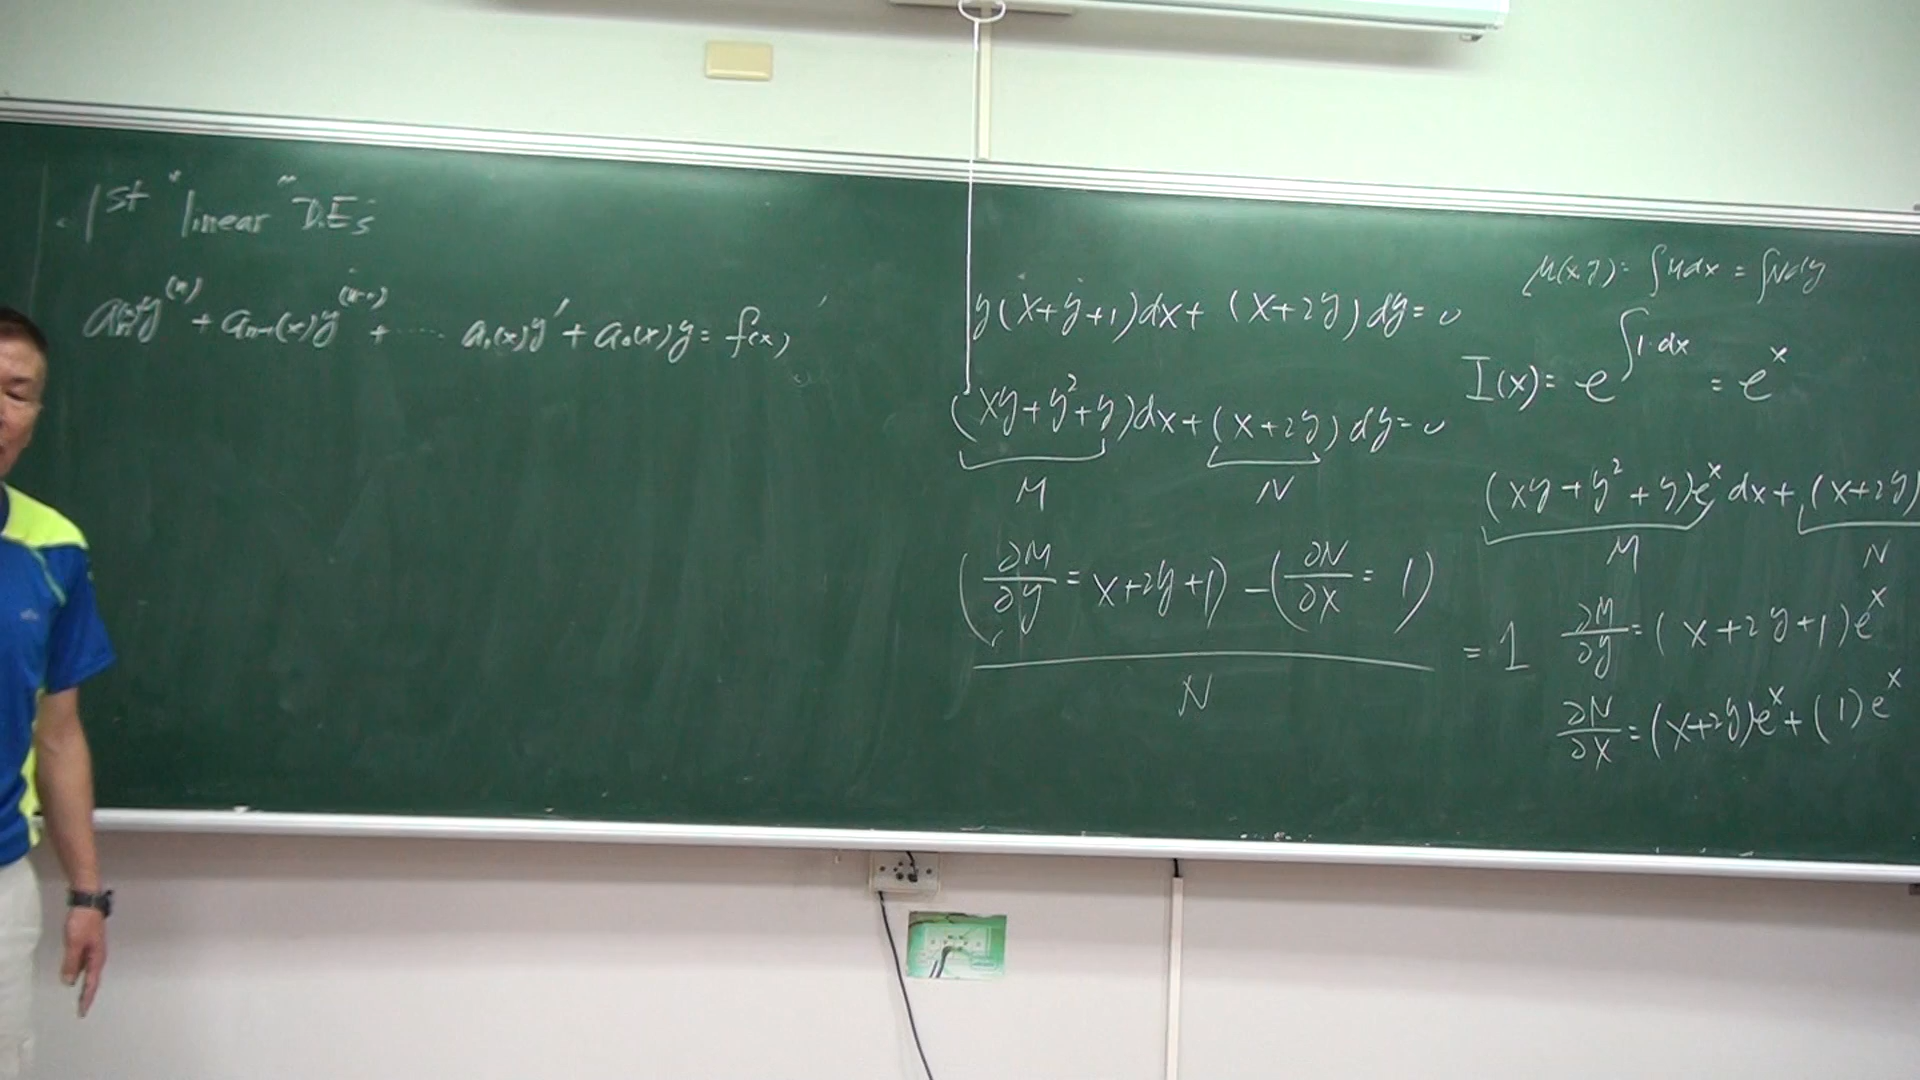 1st "linear" D.Es
aₙ(x)y⁽ⁿ⁾ + aₙ₋₁(x)y⁽ⁿ⁻¹⁾ + ······ a₁(x)y′ + a₀(x)y = f(x)
y(x+y+1)dx + (x+2y)dy = 0
(xy+y²+y)dx + (x+2y)dy = 0
M N
(∂M/∂y = x+2y+1) - (∂N/∂x = 1)
N
= 1
μ(x,y) = ∫Mdx = ∫Ndy
I(x) = e^∫1·dx = e^x
(xy+y²+y)e^x dx + (x+2y)
M N
∂M/∂y = (x+2y+1)e^x
∂N/∂x = (x+2y)e^x + (1)e^x